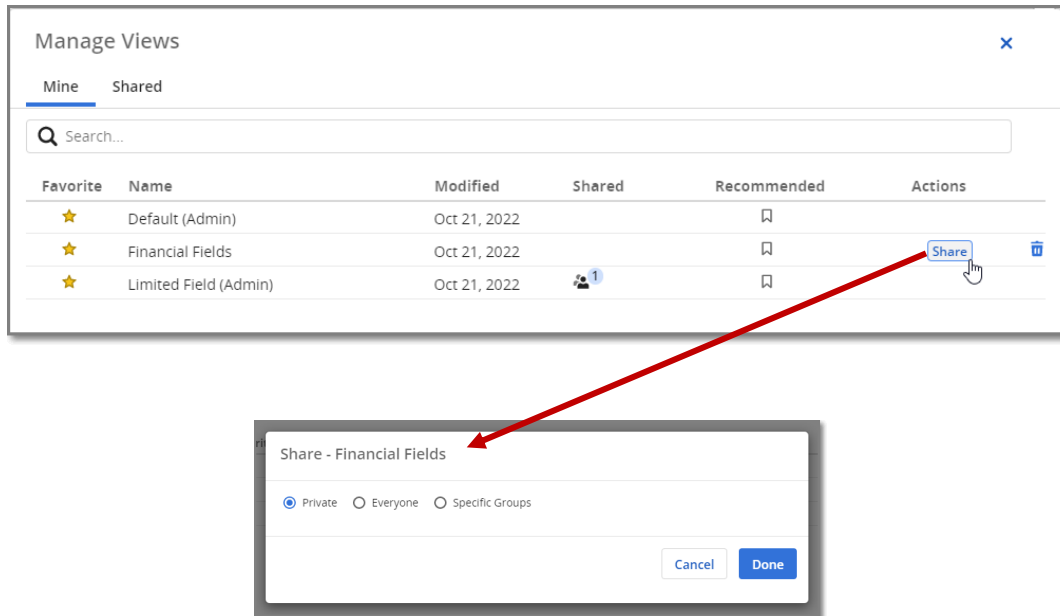 Manage Views
Mine Shared
Search...
Favorite Name Modified Shared Recommended Actions
Default (Admin) Oct 21, 2022
Financial Fields Oct 21, 2022 Share
Limited Field (Admin) Oct 21, 2022 1
Share - Financial Fields
Private Everyone Specific Groups
Cancel Done